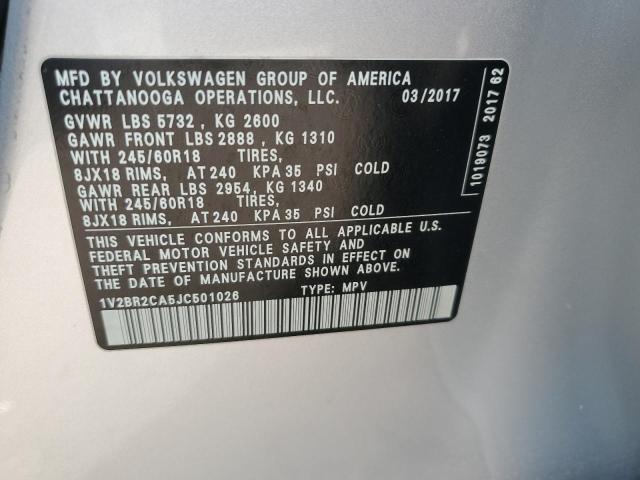 MFD BY VOLKSWAGEN GROUP OF AMERICA
CHATTANOOGA OPERATIONS, LLC. 03/2017
GVWR LBS 5732 , KG 2600
GAWR FRONT LBS 2888 , KG 1310
WITH 245/60R18 TIRES,
8JX18 RIMS, AT 240 KPA 35 PSI COLD
GAWR REAR LBS 2954, KG 1340
WITH 245/60R18 TIRES,
8JX18 RIMS, AT 240 KPA 35 PSI COLD
THIS VEHICLE CONFORMS TO ALL APPLICABLE U.S.
FEDERAL MOTOR VEHICLE SAFETY AND
THEFT PREVENTION STANDARDS IN EFFECT ON
THE DATE OF MANUFACTURE SHOWN ABOVE.
1V2BR2CA5JC501026 TYPE: MPV
1019073 2017 62